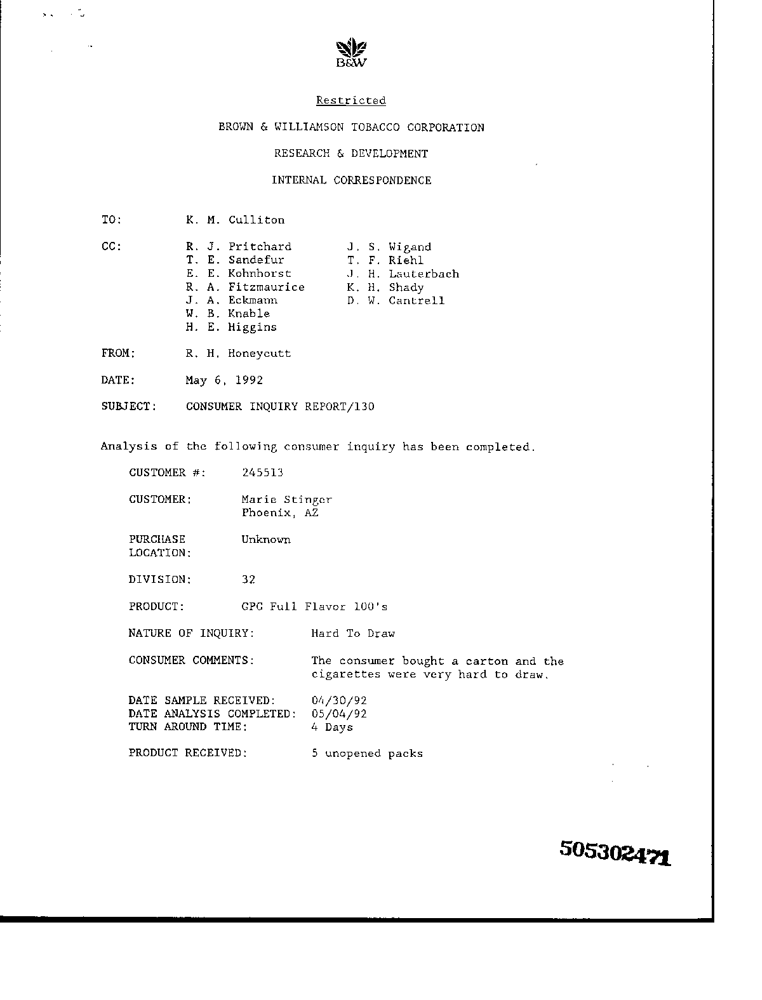 B&W
Restricted
BROWN & WILLIAMSON TOBACCO CORPORATION
RESEARCH & DEVELOPMENT
INTERNAL CORRESPONDENCE
TO: K. M. Culliton
CC: R. J. Pritchard J. S. Wigand
T. E. Sandefur T. F. Riehl
E. E. Kohnhorst J. H. Lauterbach
R. A. Fitzmaurice K. H. Shady
J. A. Eckmann D. W. Cantrell
W. B. Knable
H. E. Higgins
FROM: R. H. Honeycutt
DATE: May 6, 1992
SUBJECT: CONSUMER INQUIRY REPORT/130
Analysis of the following consumer inquiry has been completed.
CUSTOMER #: 245513
CUSTOMER: Marie Stinger
Phoenix, AZ
PURCHASE Unknown
LOCATION:
DIVISION: 32
PRODUCT: GPC Full Flavor 100's
NATURE OF INQUIRY: Hard To Draw
CONSUMER COMMENTS: The consumer bought a carton and the
cigarettes were very hard to draw.
DATE SAMPLE RECEIVED: 04/30/92
DATE ANALYSIS COMPLETED: 05/04/92
TURN AROUND TIME: 4 Days
PRODUCT RECEIVED: 5 unopened packs
505302471